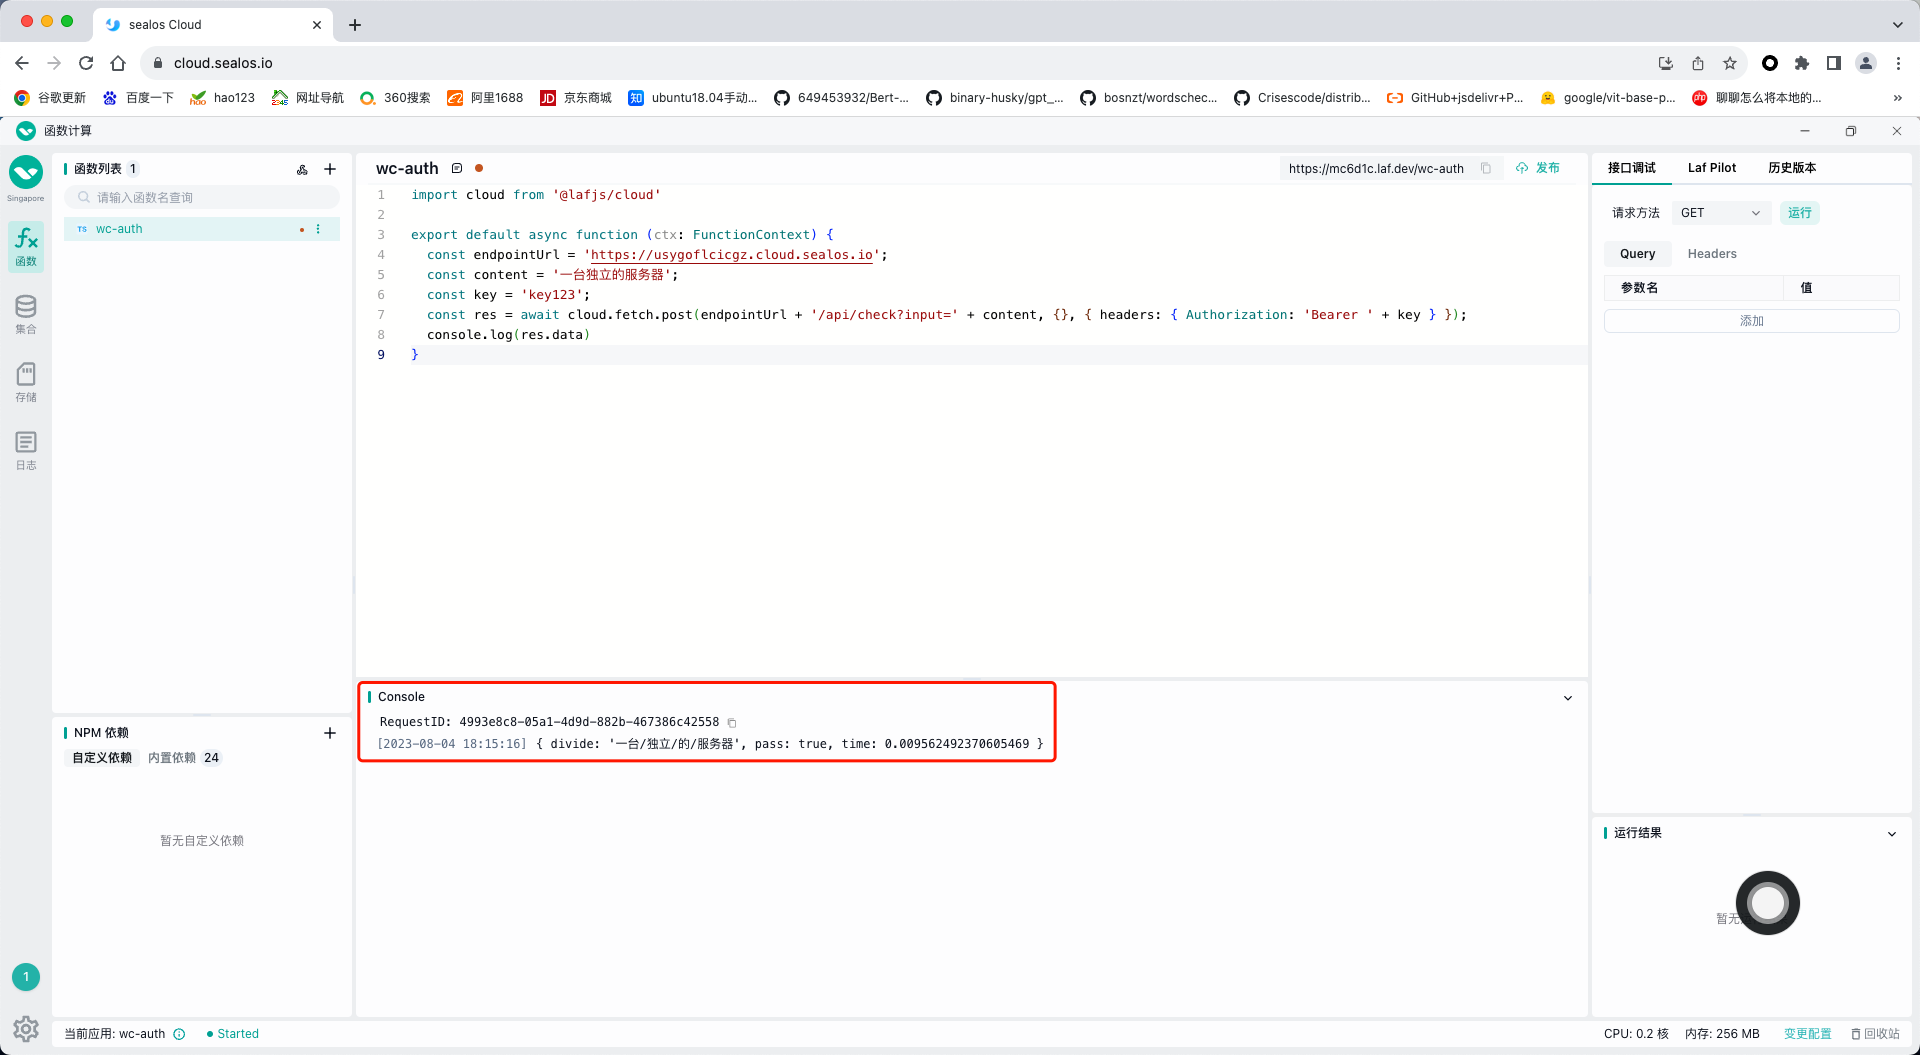 sealos Cloud
cloud.sealos.io
谷歌更新 百度一下 hao123 网址导航 360搜索 阿里1688 京东商城 ubuntu18.04手动... 649453932/Bert-... binary-husky/gpt_... bosnzt/wordschec... Crisescode/distrib... GitHub+jsdelivr+P... google/vit-base-p... 聊聊怎么将本地的...
函数计算
Singapore
函数
集合
存储
日志
1
函数列表 1
请输入函数名查询
TS wc-auth
NPM 依赖
自定义依赖 内置依赖 24
暂无自定义依赖
wc-auth
https://mc6d1c.laf.dev/wc-auth 发布
1 import cloud from '@lafjs/cloud'
2
3 export default async function (ctx: FunctionContext) {
4 const endpointUrl = 'https://usygoflcicgz.cloud.sealos.io';
5 const content = '一台独立的服务器';
6 const key = 'key123';
7 const res = await cloud.fetch.post(endpointUrl + '/api/check?input=' + content, {}, { headers: { Authorization: 'Bearer ' + key } });
8 console.log(res.data)
9 }
Console
RequestID: 4993e8c8-05a1-4d9d-882b-467386c42558
[2023-08-04 18:15:16] { divide: '一台/独立/的/服务器', pass: true, time: 0.009562492370605469 }
接口调试 Laf Pilot 历史版本
请求方法 GET 运行
Query Headers
参数名 值
添加
运行结果
暂无
当前应用: wc-auth Started
CPU: 0.2 核 内存: 256 MB 变更配置 回收站